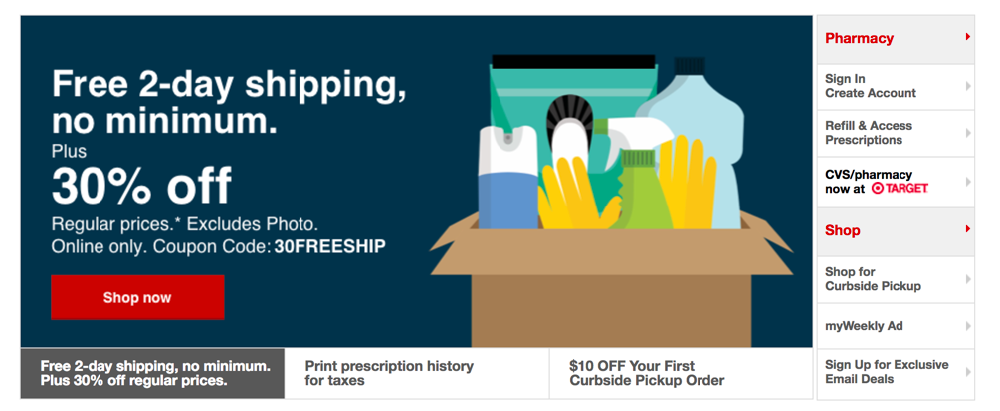 Free 2-day shipping,
no minimum.
Plus
30% off
Regular prices.* Excludes Photo.
Online only. Coupon Code: 30FREESHIP
Shop now
Free 2-day shipping, no minimum.
Plus 30% off regular prices.
Print prescription history
for taxes
$10 OFF Your First
Curbside Pickup Order
Pharmacy
Sign In
Create Account
Refill & Access
Prescriptions
CVS/pharmacy
now at TARGET
Shop
Shop for
Curbside Pickup
myWeekly Ad
Sign Up for Exclusive
Email Deals